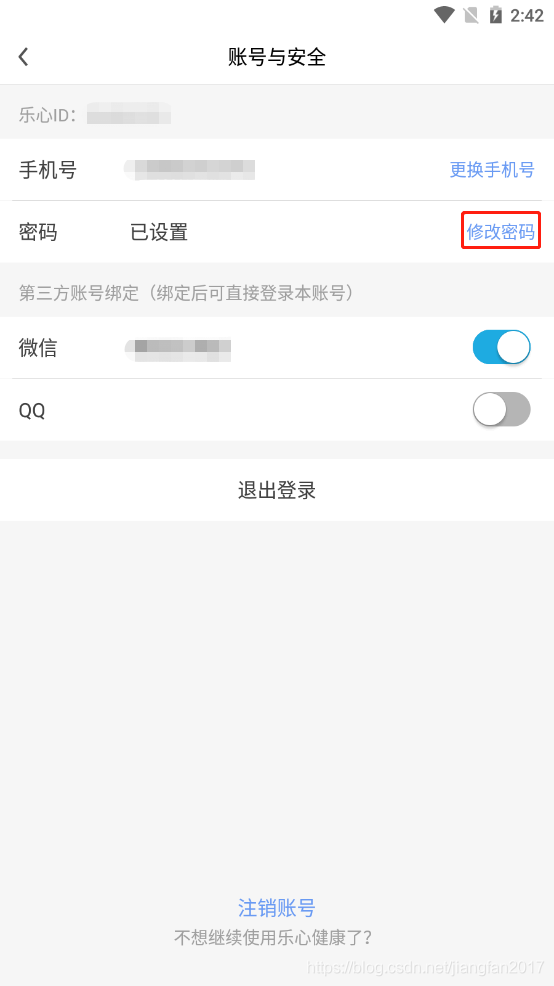 2:42
账号与安全
乐心ID：
手机号 更换手机号
密码 已设置 修改密码
第三方账号绑定（绑定后可直接登录本账号）
微信
QQ
退出登录
注销账号
不想继续使用乐心健康了？
https://blog.csdn.net/jiangfan2017